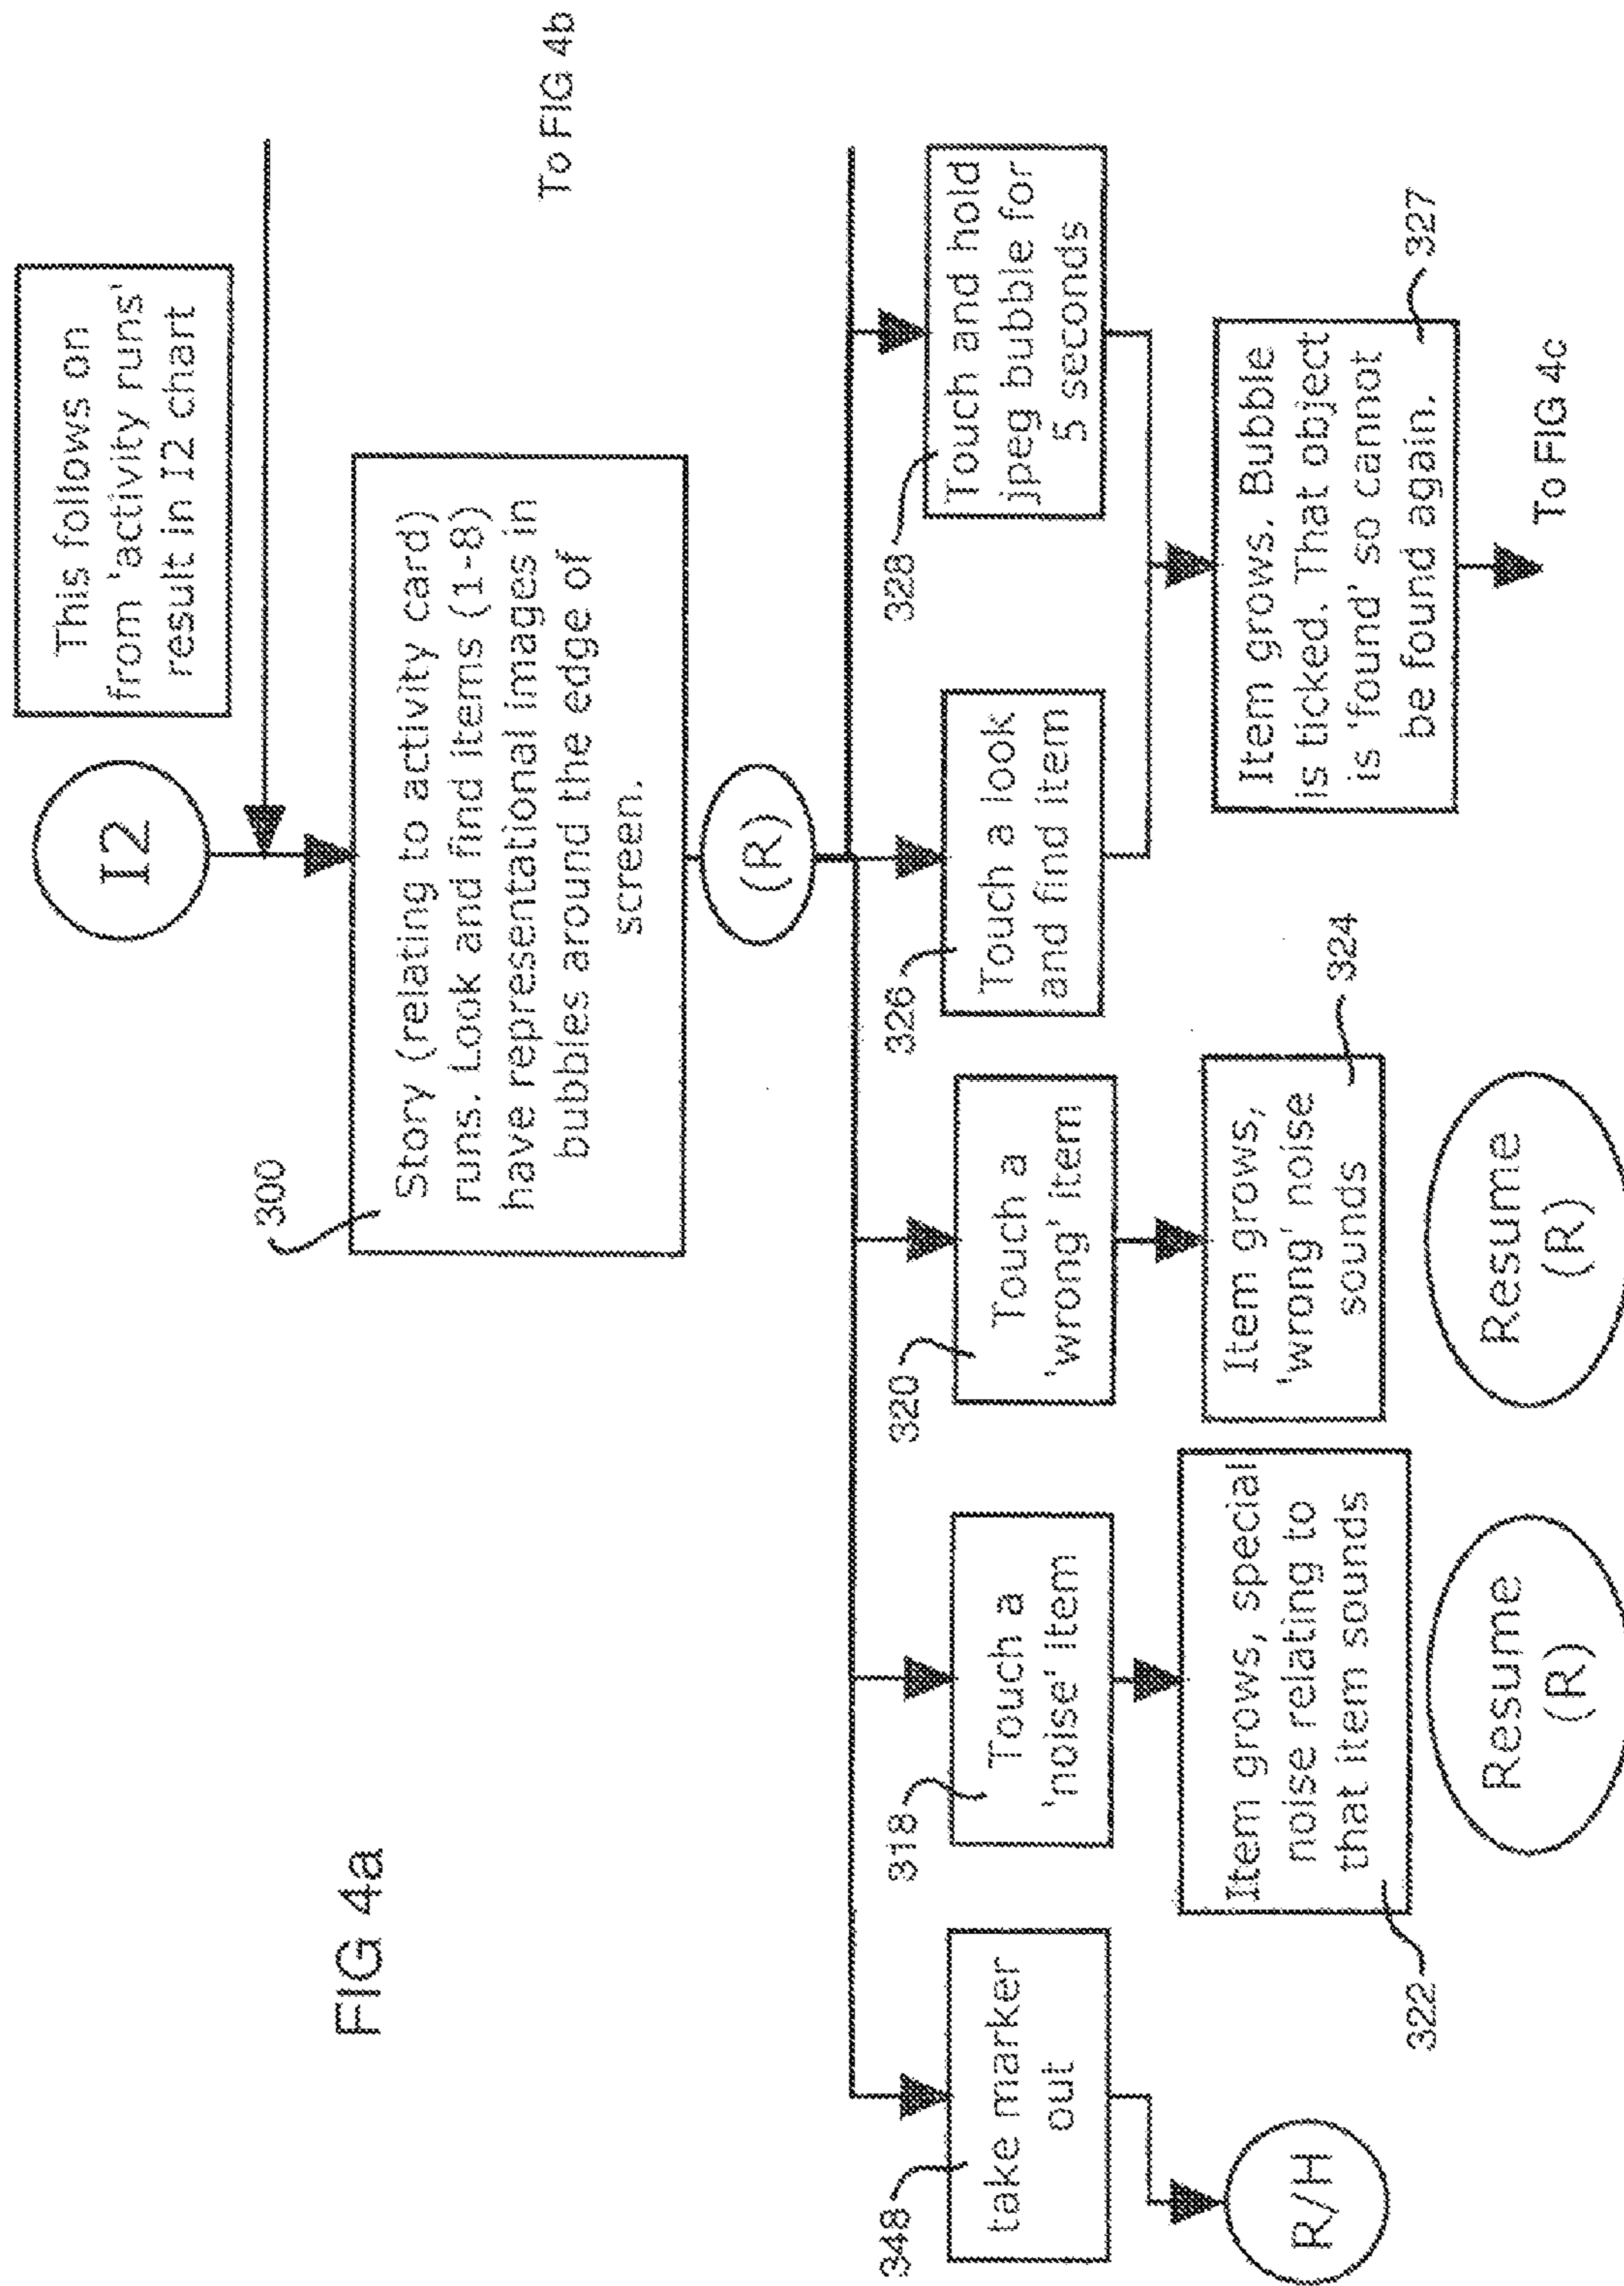 FIG 4a
I2
This follows on
from 'activity runs'
result in I2 chart
300
Story (relating to activity card)
runs. Look and find items (1-8)
have representational images in
bubbles around the edge of
screen.
To FIG 4b
(R)
348
take marker
out
318
Touch a
'noise' item
320
Touch a
'wrong' item
326
Touch a look
and find item
328
Touch and hold
jpeg bubble for
5 seconds
R/H
322
Item grows, special
noise relating to
that item sounds
Item grows,
'wrong' noise
sounds
324
Item grows. Bubble
is ticked. That object
is 'found' so cannot
be found again.
327
Resume
(R)
Resume
(R)
To FIG 4c